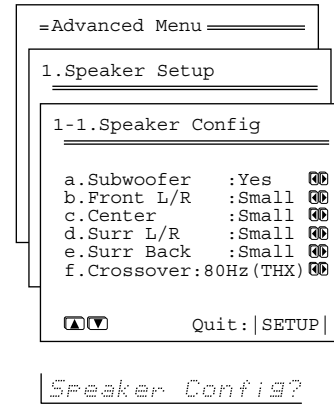 =Advanced Menu
1.Speaker Setup
1-1.Speaker Config
a.Subwoofer :Yes
b.Front L/R :Small
c.Center :Small
d.Surr L/R :Small
e.Surr Back :Small
f.Crossover:80Hz(THX)
Quit:|SETUP|
Speaker Config?